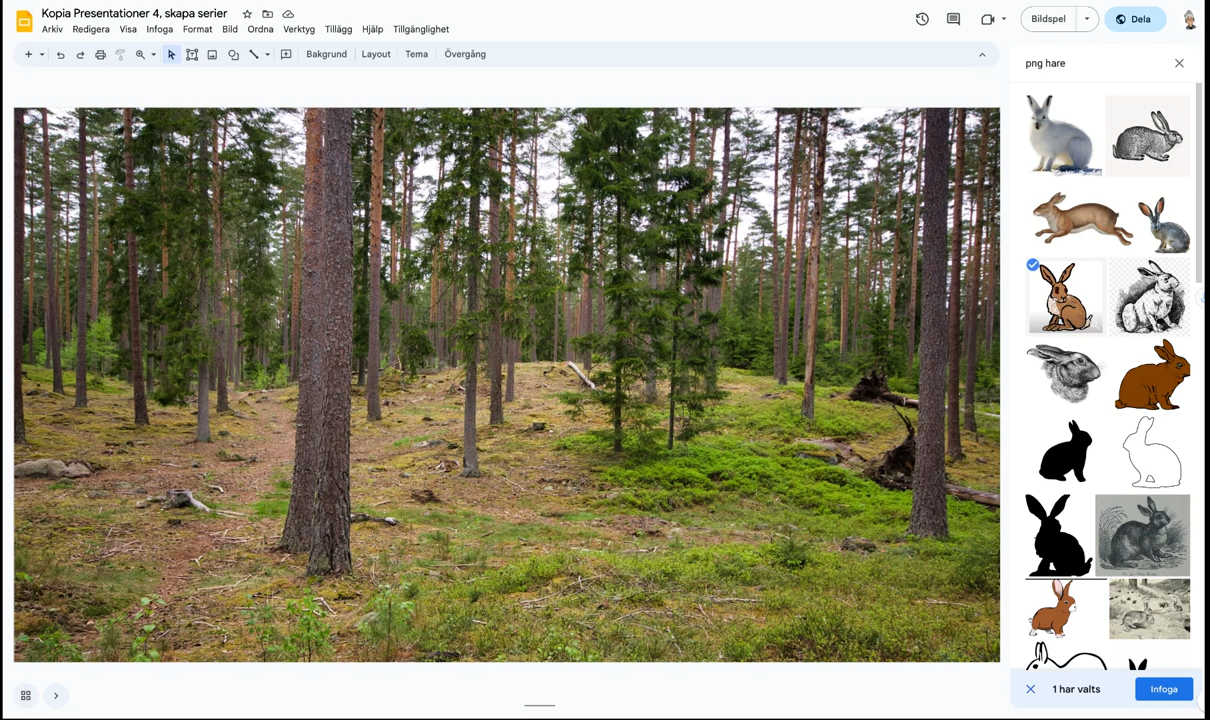 Kopia Presentationer 4, skapa serier
Arkiv Redigera Visa Infoga Format Bild Ordna Verktyg Tillägg Hjälp Tillgänglighet
Bildspel
Dela
Bakgrund Layout Tema Övergång
png hare
1 har valts
Infoga